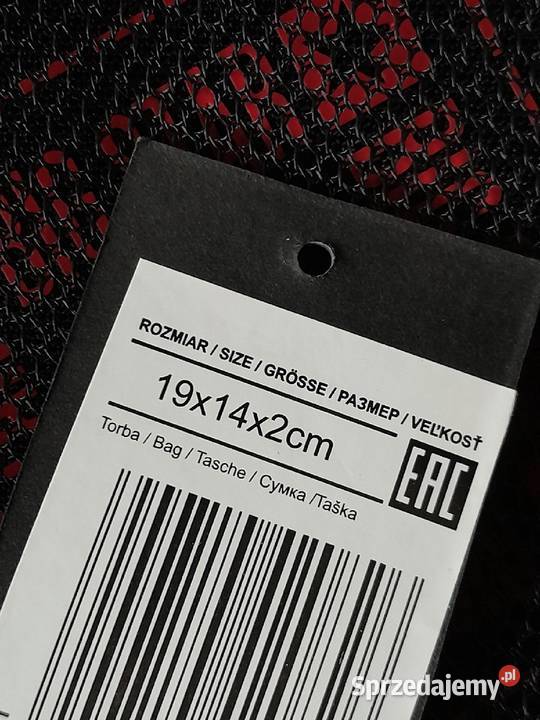 ROZMIAR / SIZE / GRÖSSE / РАЗМЕР / VEĽKOSŤ
19x14x2cm
Torba / Bag / Tasche / Сумка /Taška
EAC
Sprzedajemy.pl